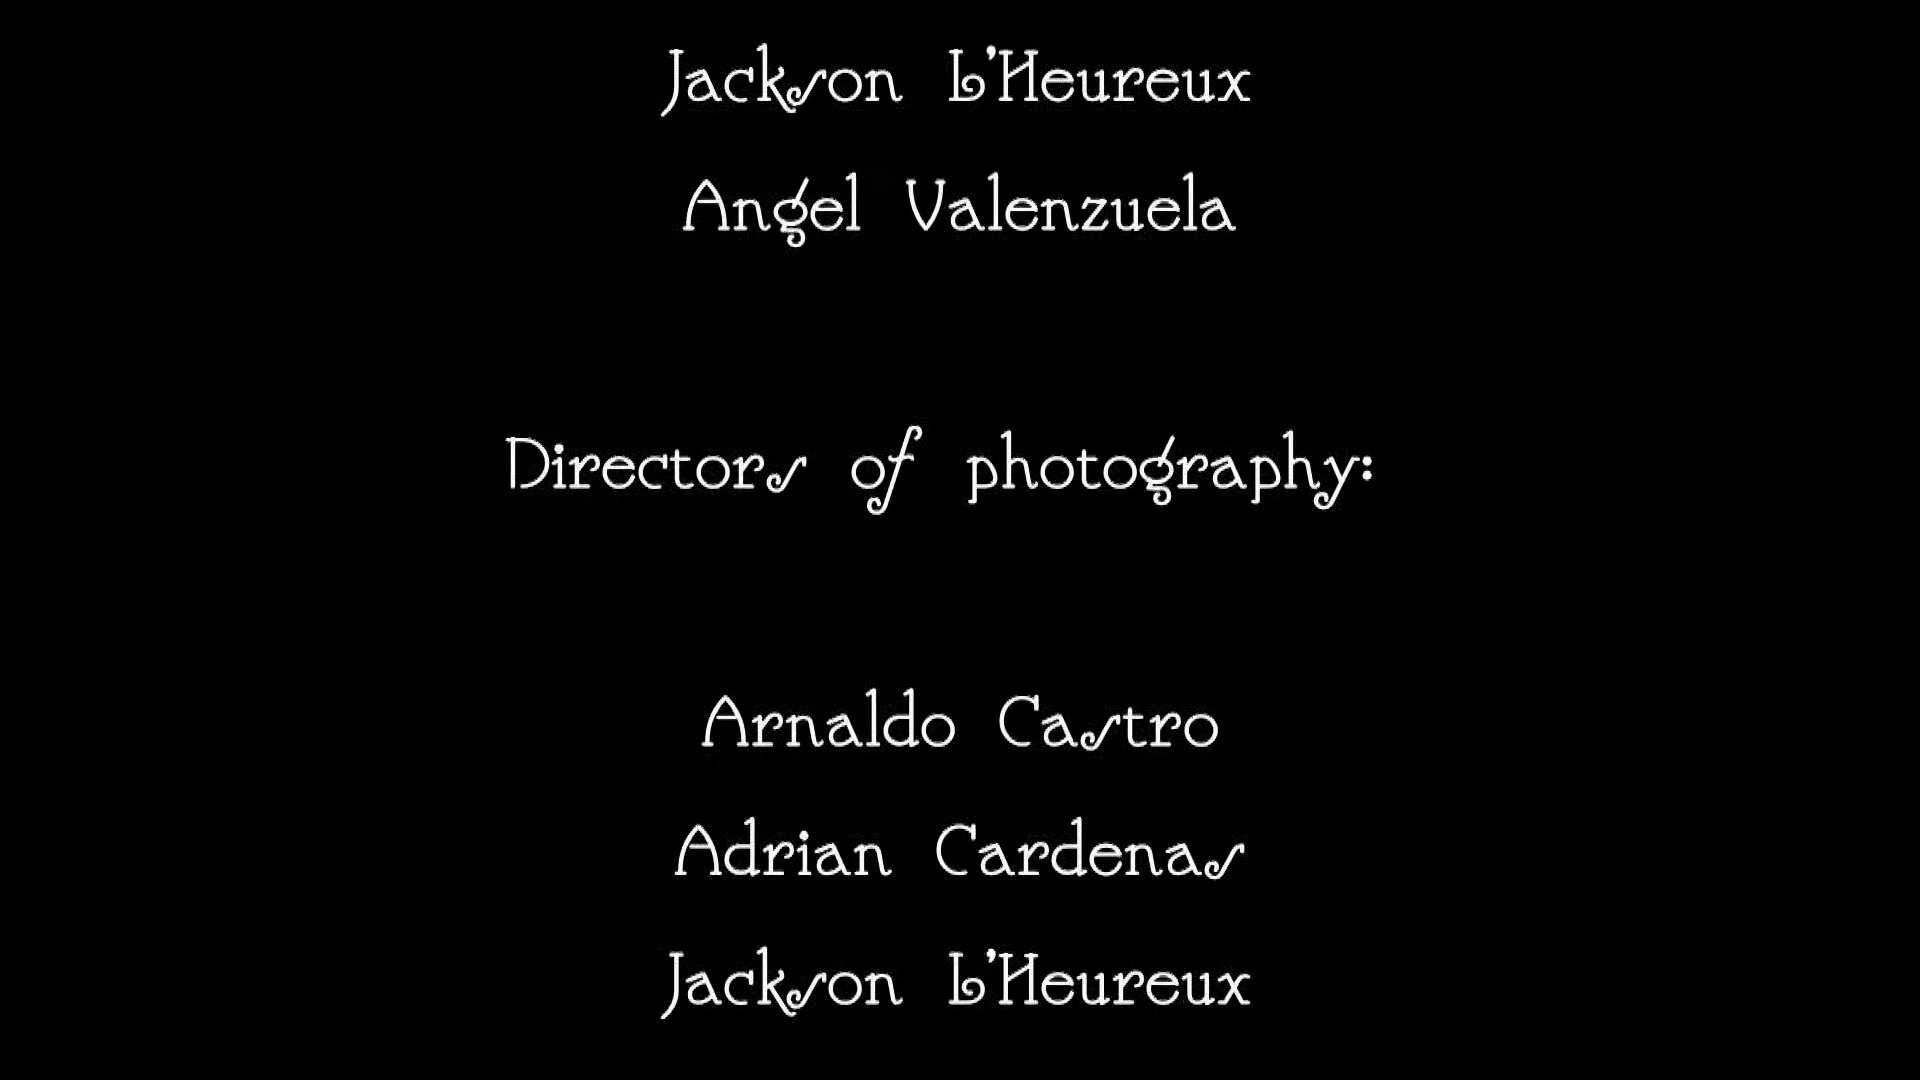 Jackson L'Heureux
Angel Valenzuela
Directors of photography:
Arnaldo Castro
Adrian Cardenas
Jackson L'Heureux